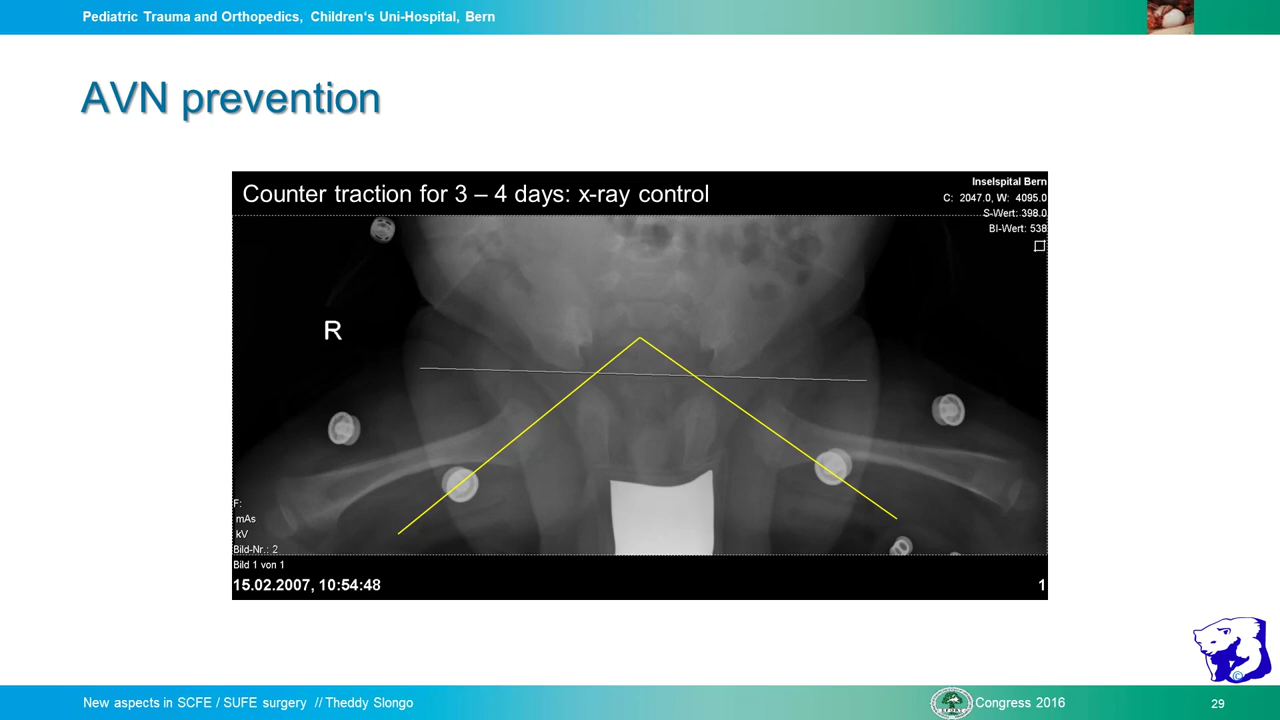 Pediatric Trauma and Orthopedics, Children‘s Uni-Hospital, Bern
AVN prevention
Counter traction for 3 – 4 days: x-ray control
Inselspital Bern
C: 2047.0, W: 4095.0
S-Wert: 398.0
BI-Wert: 538
R
F:
mAs
kV
Bild-Nr.: 2
Bild 1 von 1
15.02.2007, 10:54:48
1
©
New aspects in SCFE / SUFE surgery // Theddy Slongo
Congress 2016
29